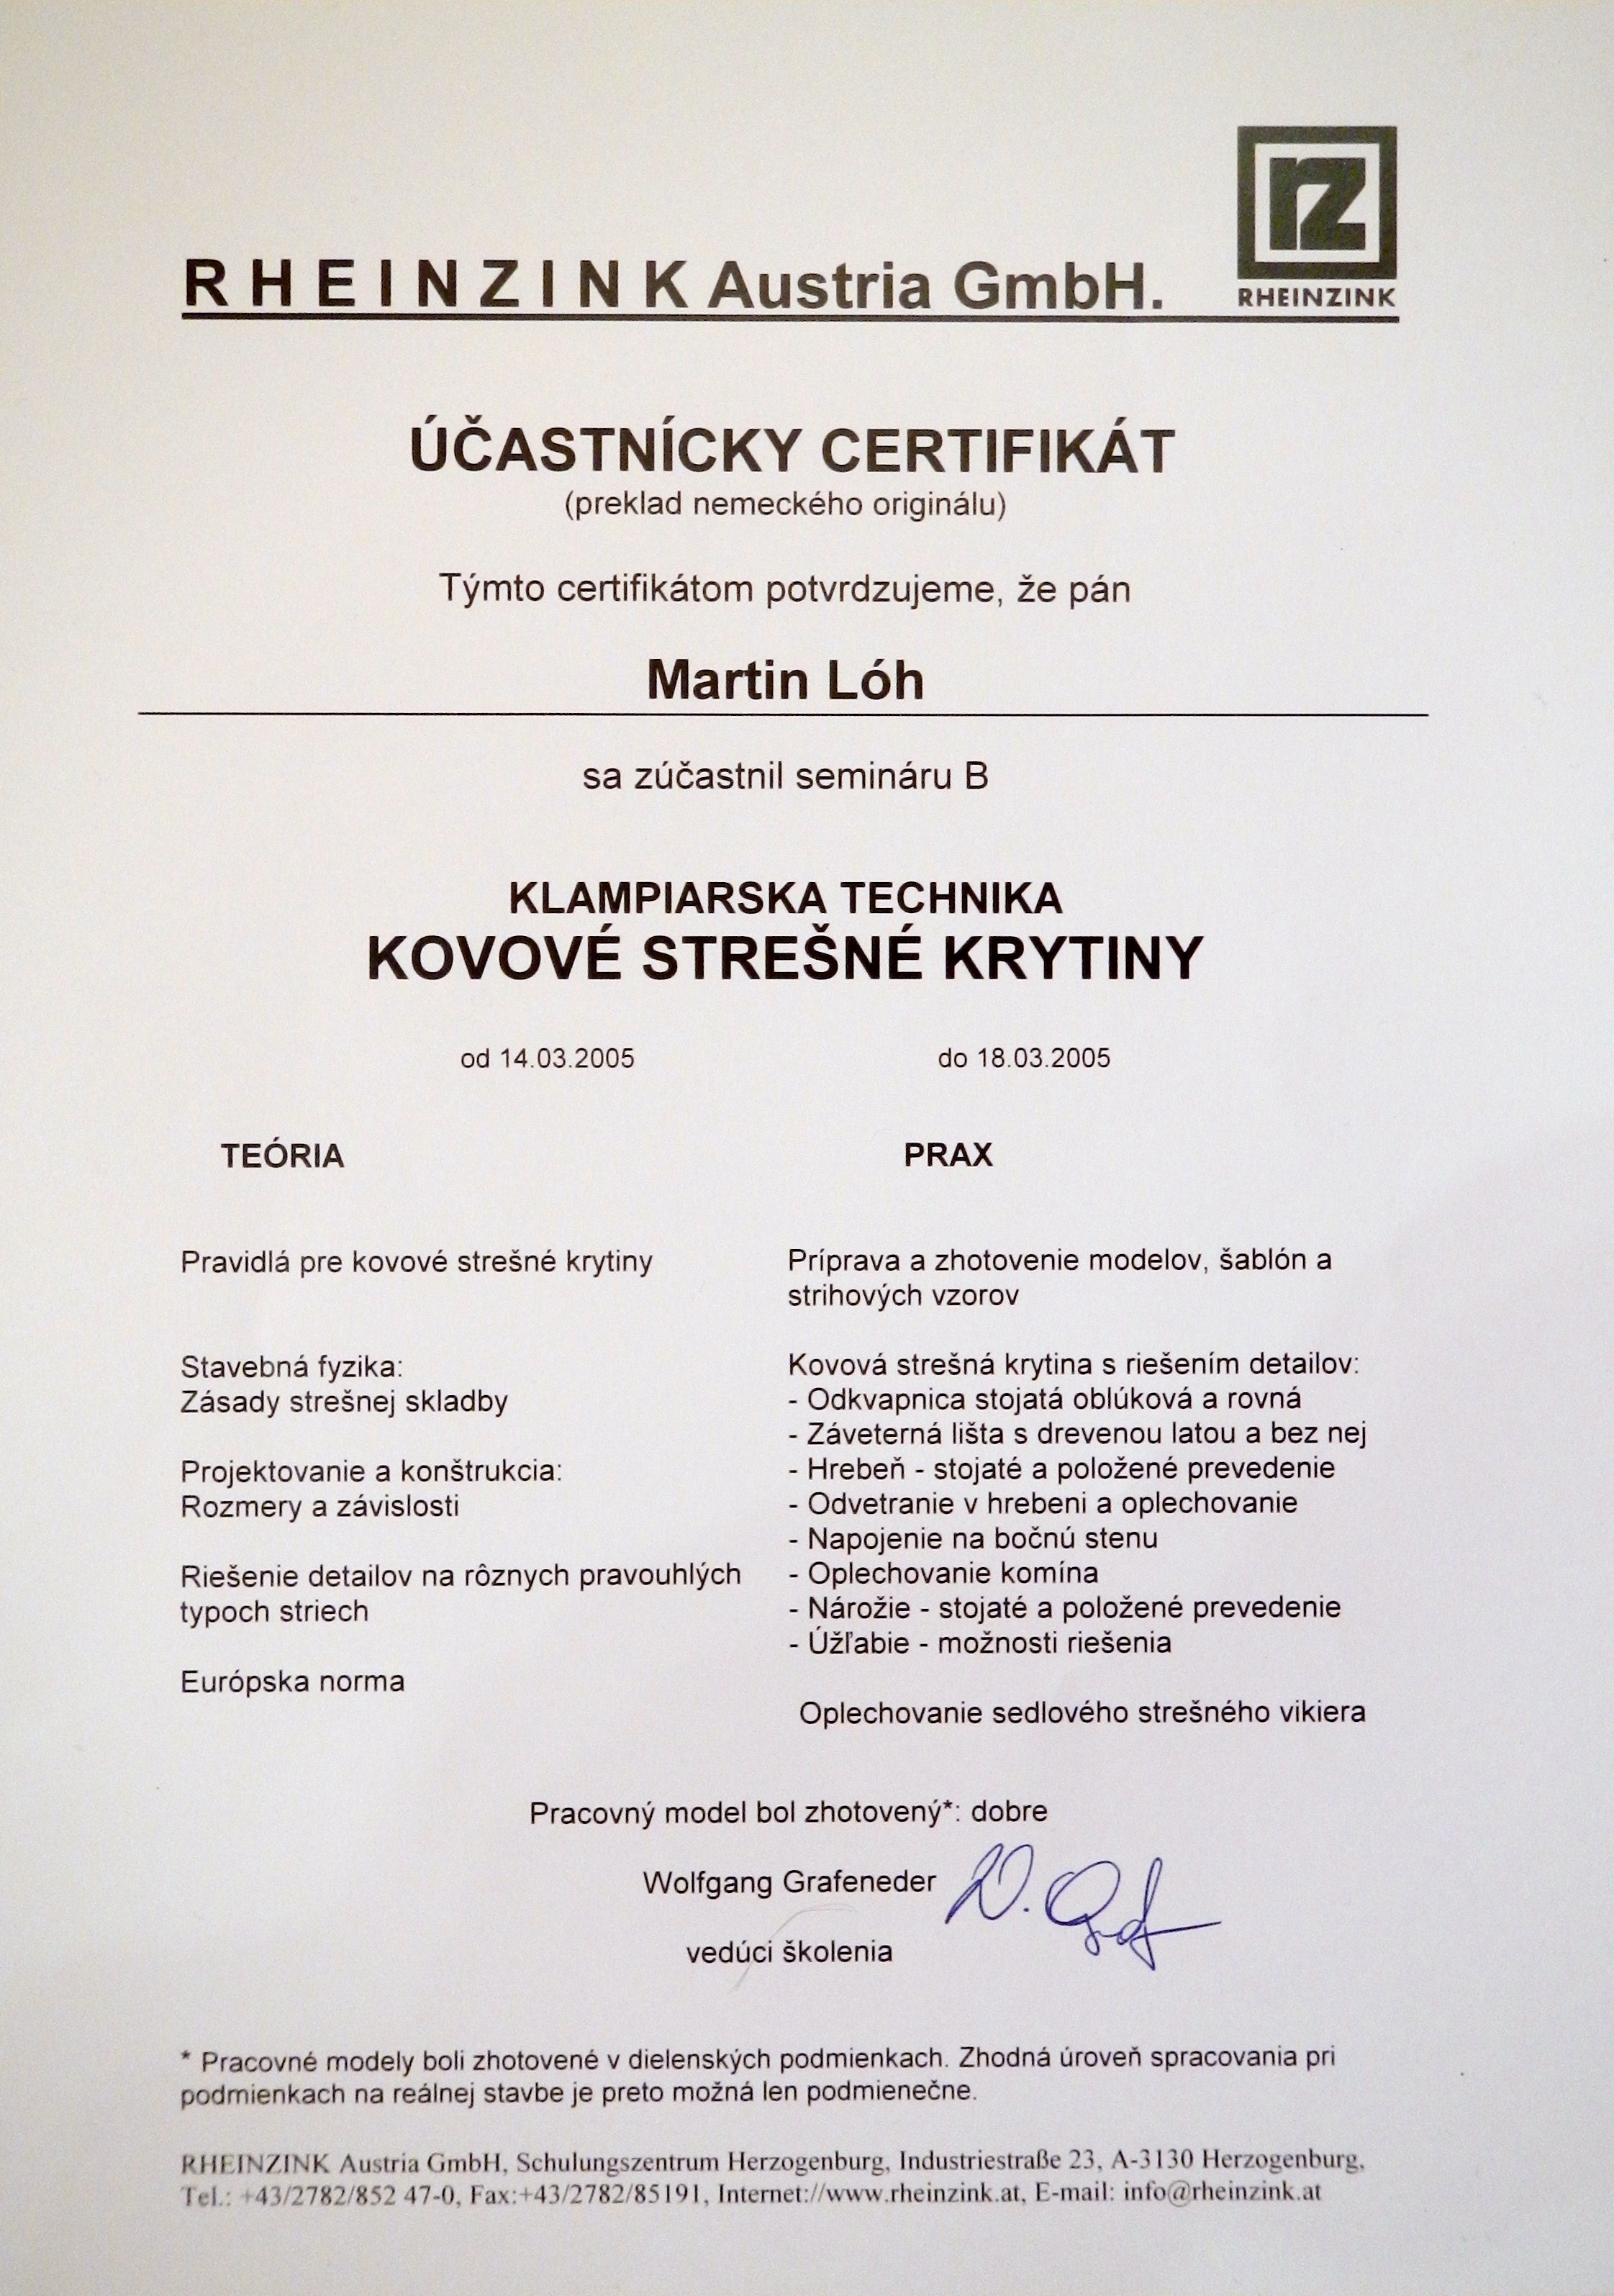 rz
RHEINZINK
RHEINZINK Austria GmbH.
ÚČASTNÍCKY CERTIFIKÁT
(preklad nemeckého originálu)
Týmto certifikátom potvrdzujeme, že pán
Martin Lóh
sa zúčastnil semináru B
KLAMPIARSKA TECHNIKA
KOVOVÉ STREŠNÉ KRYTINY
od 14.03.2005 do 18.03.2005
TEÓRIA
Pravidlá pre kovové strešné krytiny
Stavebná fyzika:
Zásady strešnej skladby
Projektovanie a konštrukcia:
Rozmery a závislosti
Riešenie detailov na rôznych pravouhlých
typoch striech
Európska norma
PRAX
Príprava a zhotovenie modelov, šablón a
strihových vzorov
Kovová strešná krytina s riešením detailov:
- Odkvapnica stojatá oblúková a rovná
- Záveterná lišta s drevenou latou a bez nej
- Hrebeň - stojaté a položené prevedenie
- Odvetranie v hrebeni a oplechovanie
- Napojenie na bočnú stenu
- Oplechovanie komína
- Nárožie - stojaté a položené prevedenie
- Úžľabie - možnosti riešenia
Oplechovanie sedlového strešného vikiera
Pracovný model bol zhotovený*: dobre
Wolfgang Grafeneder
vedúci školenia
* Pracovné modely boli zhotovené v dielenských podmienkach. Zhodná úroveň spracovania pri
podmienkach na reálnej stavbe je preto možná len podmienečne.
RHEINZINK Austria GmbH, Schulungszentrum Herzogenburg, Industriestraße 23, A-3130 Herzogenburg,
Tel.: +43/2782/852 47-0, Fax:+43/2782/85191, Internet://www.rheinzink.at, E-mail: info@rheinzink.at